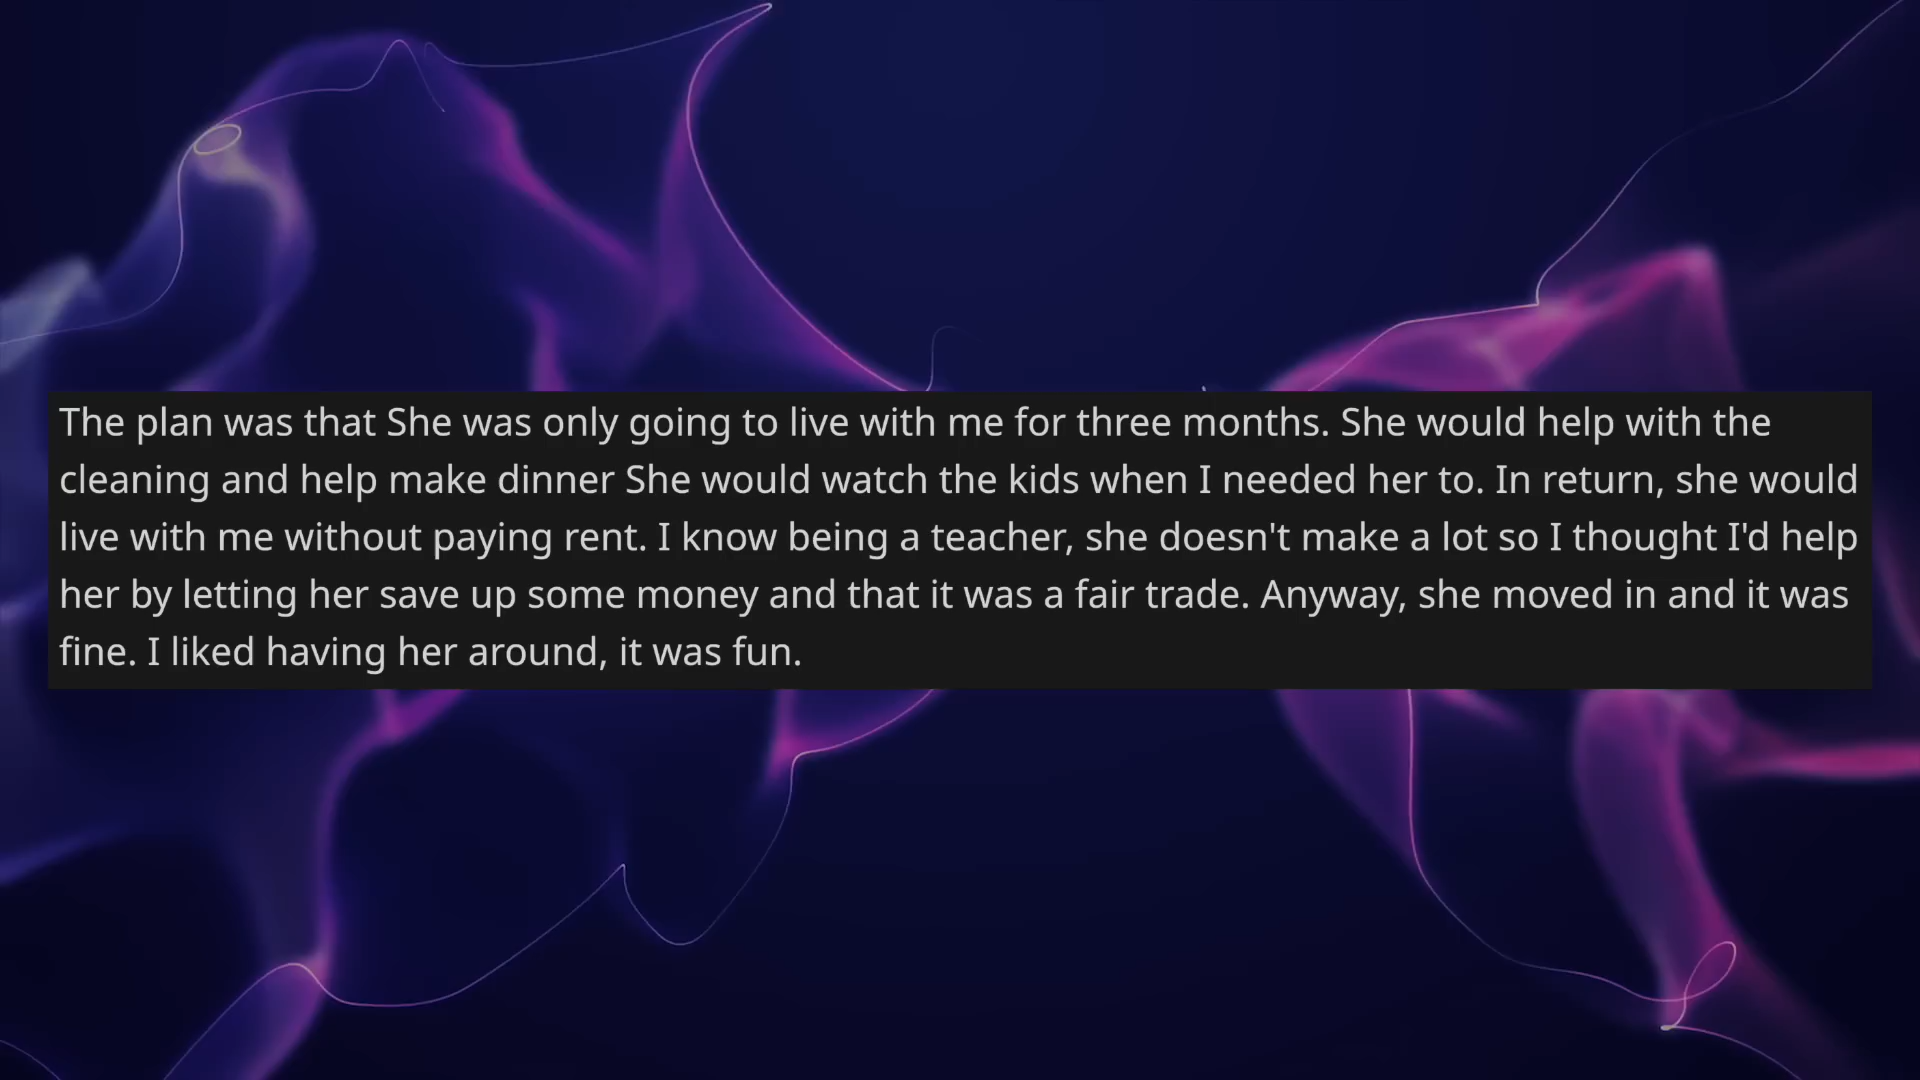 The plan was that She was only going to live with me for three months. She would help with the
cleaning and help make dinner She would watch the kids when I needed her to. In return, she would
live with me without paying rent. I know being a teacher, she doesn't make a lot so I thought I'd help
her by letting her save up some money and that it was a fair trade. Anyway, she moved in and it was
fine. I liked having her around, it was fun.